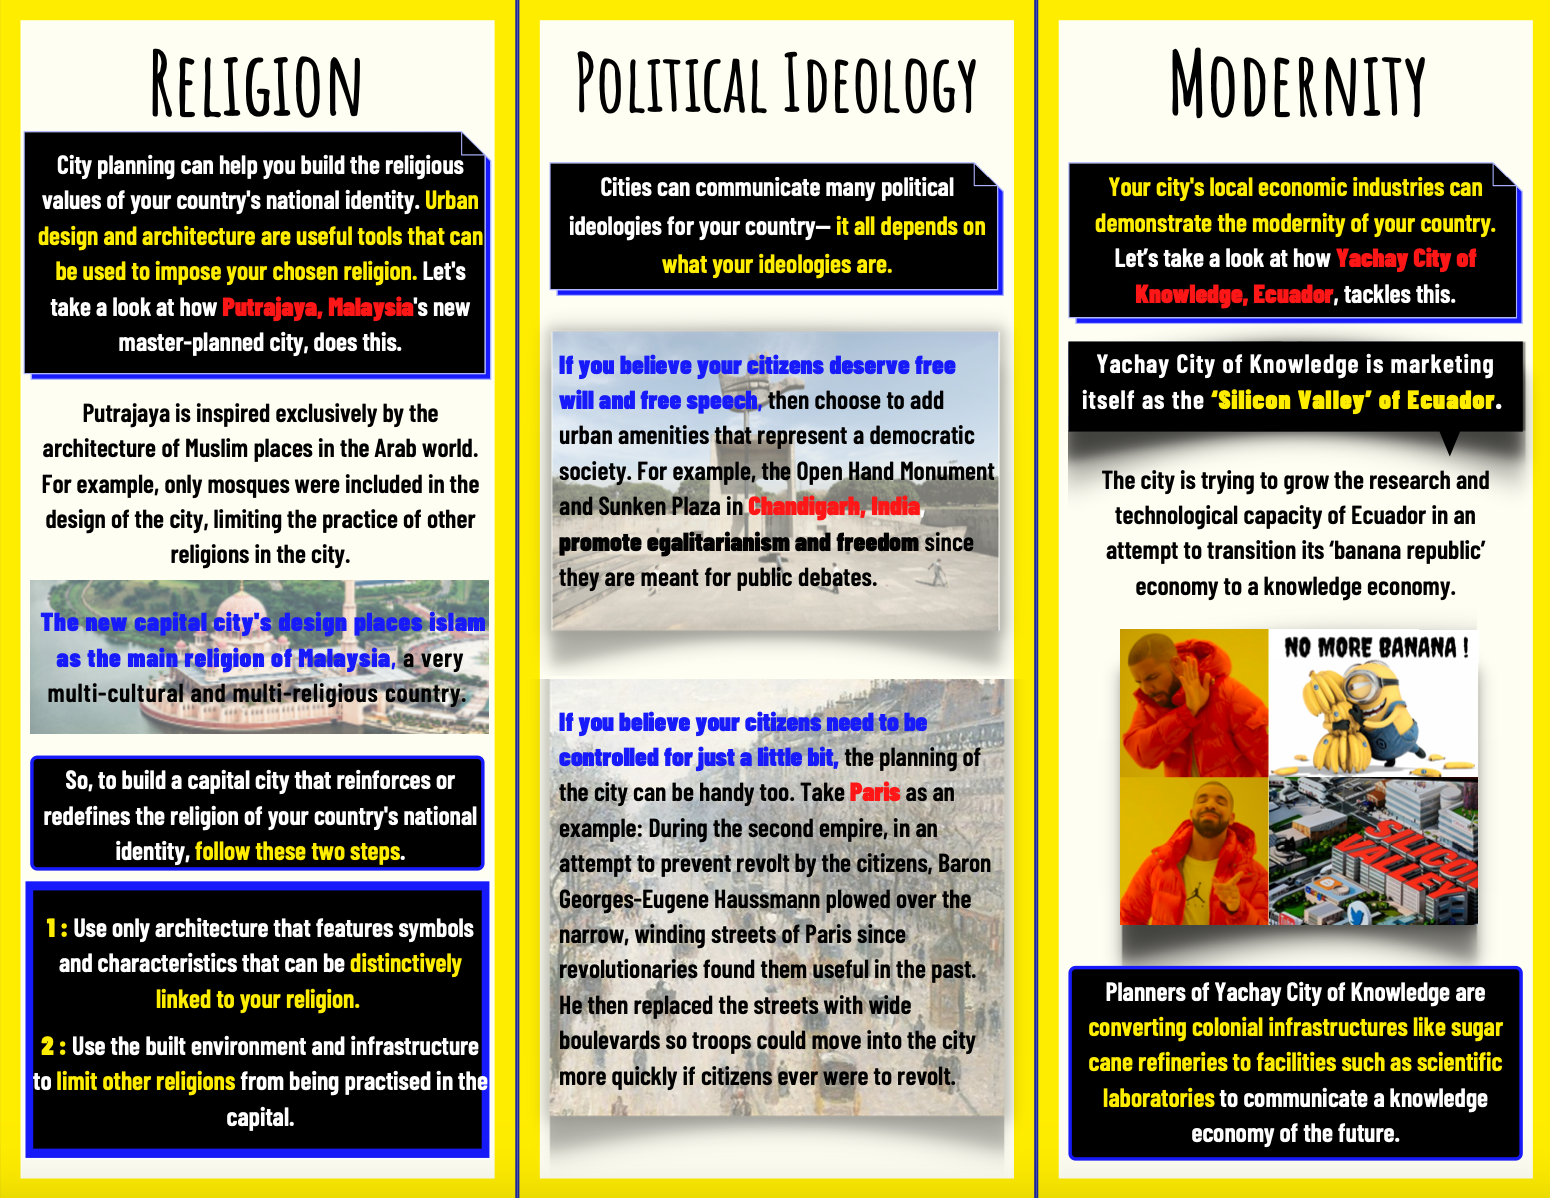 RELIGION
City planning can help you build the religious
values of your country's national identity. Urban
design and architecture are useful tools that can
be used to impose your chosen religion. Let's
take a look at how Putrajaya, Malaysia's new
master-planned city, does this.
Putrajaya is inspired exclusively by the
architecture of Muslim places in the Arab world.
For example, only mosques were included in the
design of the city, limiting the practice of other
religions in the city.
The new capital city's design places islam
as the main religion of Malaysia, a very
multi-cultural and multi-religious country.
So, to build a capital city that reinforces or
redefines the religion of your country's national
identity, follow these two steps.
1 : Use only architecture that features symbols
and characteristics that can be distinctively
linked to your religion.
2 : Use the built environment and infrastructure
to limit other religions from being practised in the
capital.
POLITICAL IDEOLOGY
Cities can communicate many political
ideologies for your country– it all depends on
what your ideologies are.
If you believe your citizens deserve free
will and free speech, then choose to add
urban amenities that represent a democratic
society. For example, the Open Hand Monument
and Sunken Plaza in Chandigarh, India
promote egalitarianism and freedom since
they are meant for public debates.
If you believe your citizens need to be
controlled for just a little bit, the planning of
the city can be handy too. Take Paris as an
example: During the second empire, in an
attempt to prevent revolt by the citizens, Baron
Georges-Eugene Haussmann plowed over the
narrow, winding streets of Paris since
revolutionaries found them useful in the past.
He then replaced the streets with wide
boulevards so troops could move into the city
more quickly if citizens ever were to revolt.
MODERNITY
Your city's local economic industries can
demonstrate the modernity of your country.
Let’s take a look at how Yachay City of
Knowledge, Ecuador, tackles this.
Yachay City of Knowledge is marketing
itself as the ‘Silicon Valley’ of Ecuador.
The city is trying to grow the research and
technological capacity of Ecuador in an
attempt to transition its ‘banana republic’
economy to a knowledge economy.
NO MORE BANANA !
SILICON
VALLEY
Planners of Yachay City of Knowledge are
converting colonial infrastructures like sugar
cane refineries to facilities such as scientific
laboratories to communicate a knowledge
economy of the future.